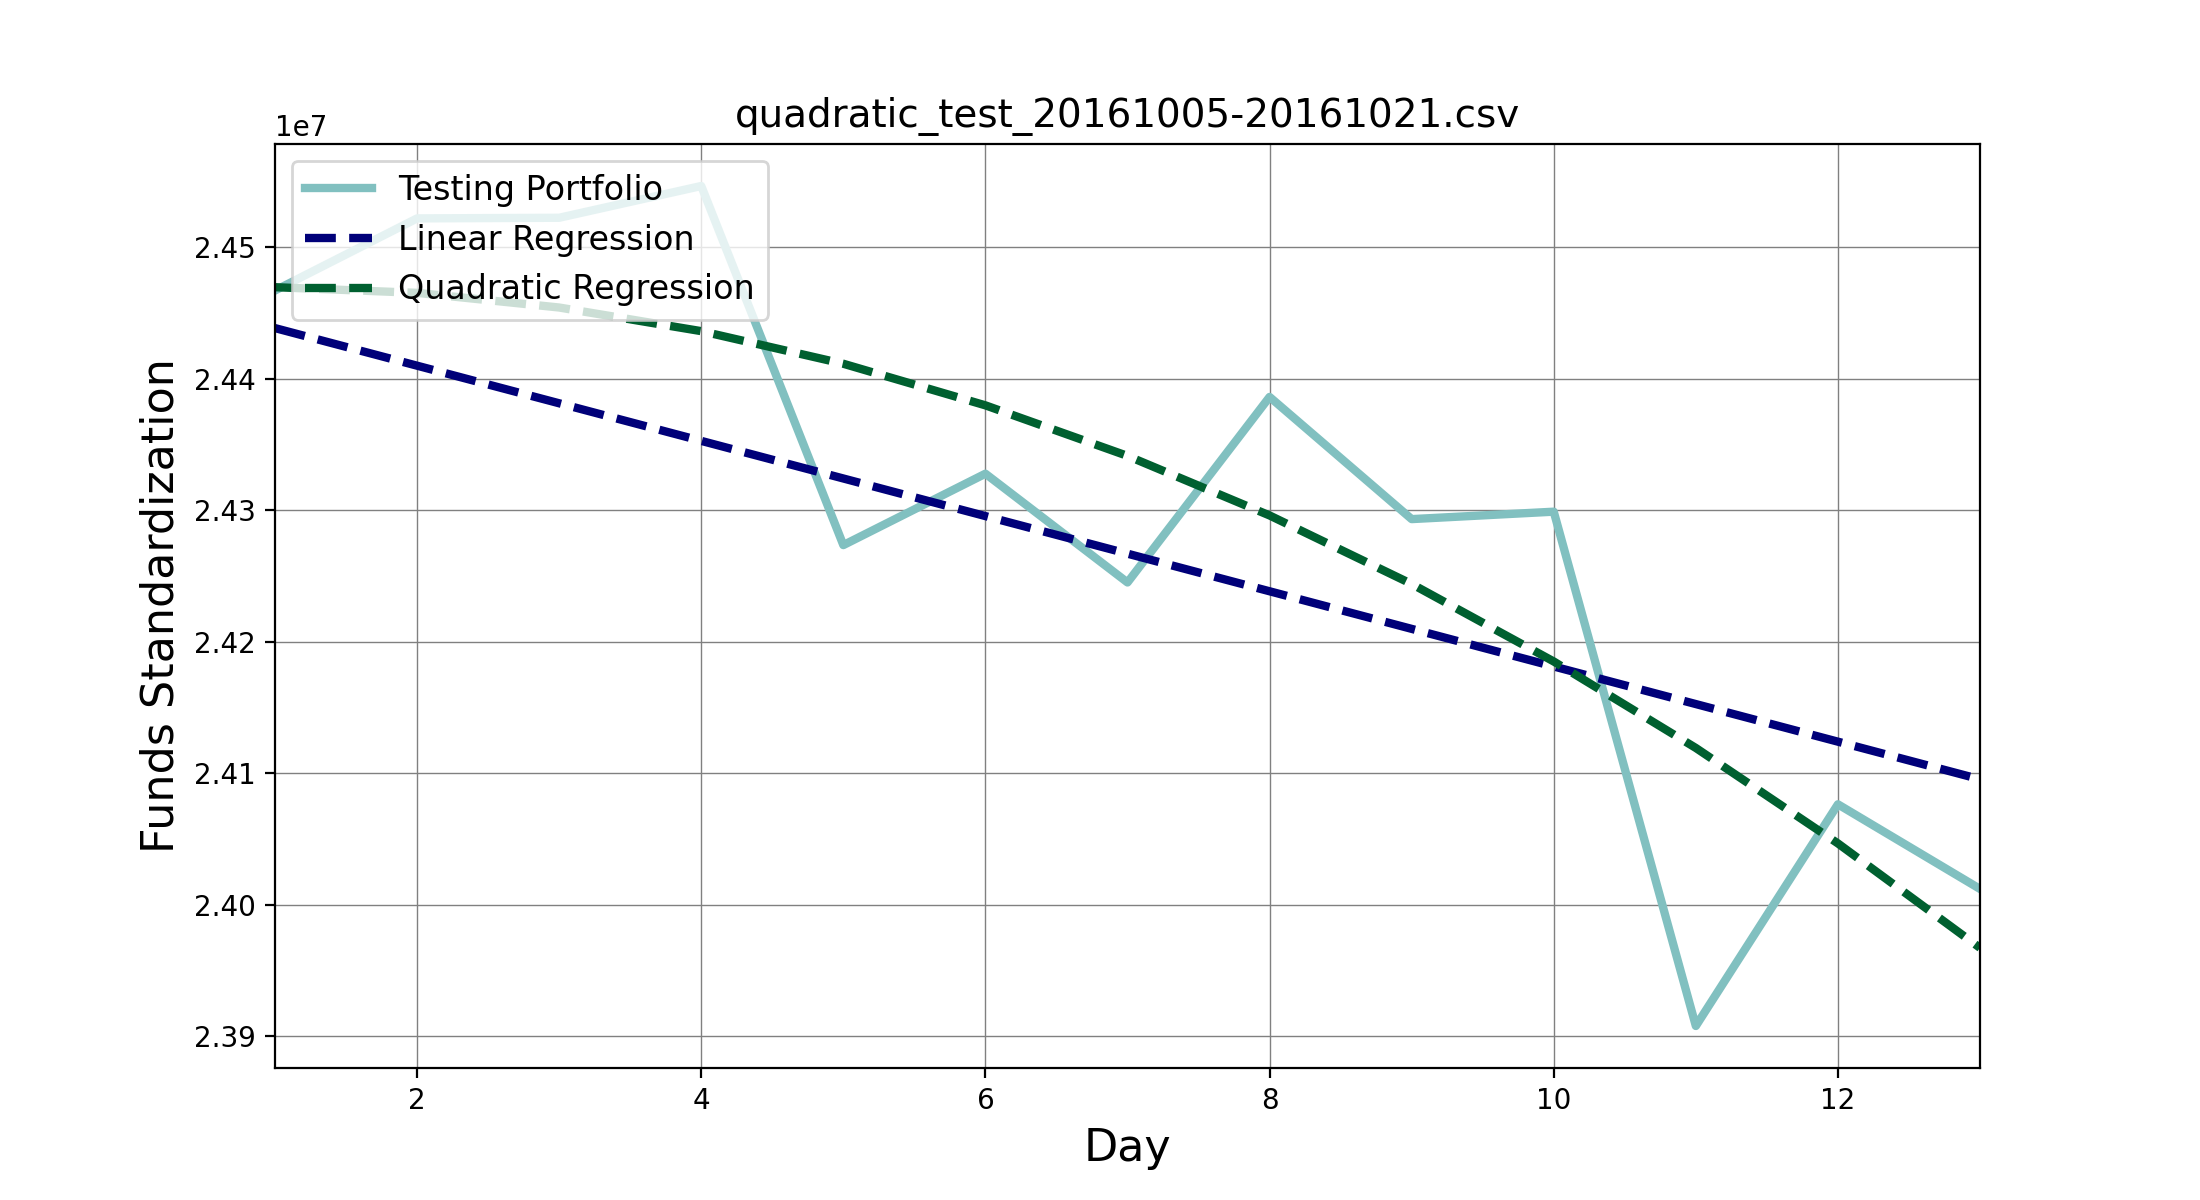 quadratic_test_20161005-20161021.csv
1e7
Testing Portfolio
Linear Regression
Quadratic Regression
2.45
2.44
2.43
2.42
2.41
2.40
2.39
Funds Standardization
2 4 6 8 10 12
Day